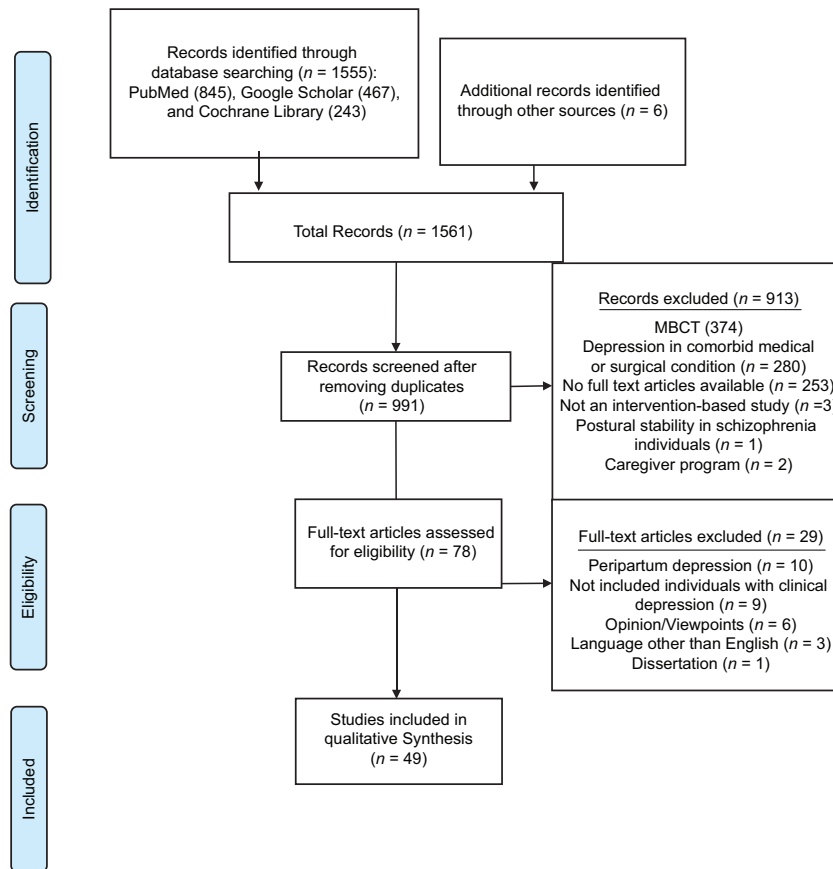 Records identified through
database searching (n = 1555):
PubMed (845), Google Scholar (467),
and Cochrane Library (243)
Additional records identified
through other sources (n = 6)
Identification
Total Records (n = 1561)
Screening
Records screened after
removing duplicates
(n = 991)
Records excluded (n = 913)
MBCT (374)
Depression in comorbid medical
or surgical condition (n = 280)
No full text articles available (n = 253)
Not an intervention-based study (n =3)
Postural stability in schizophrenia
individuals (n = 1)
Caregiver program (n = 2)
Eligibility
Full-text articles assessed
for eligibility (n = 78)
Full-text articles excluded (n = 29)
Peripartum depression (n = 10)
Not included individuals with clinical
depression (n = 9)
Opinion/Viewpoints (n = 6)
Language other than English (n = 3)
Dissertation (n = 1)
Included
Studies included in
qualitative Synthesis
(n = 49)